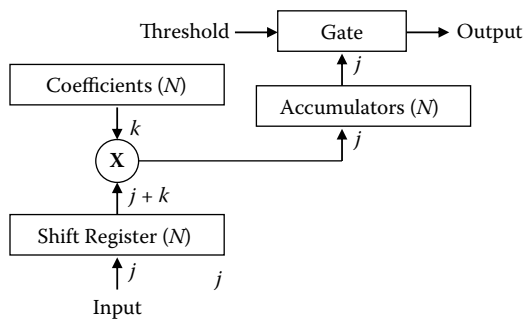 Threshold
Gate
Output
j
Coefficients (N)
Accumulators (N)
k
j
X
j + k
Shift Register (N)
j
j
Input